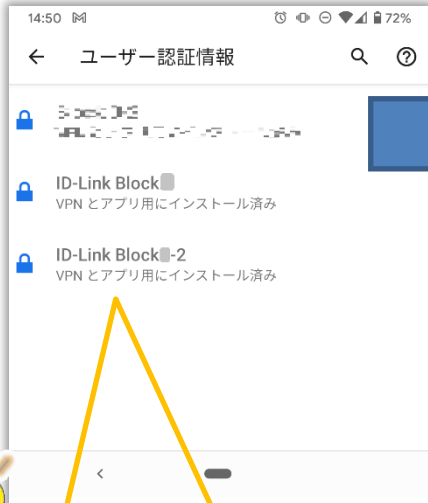 14:50
72%
ユーザー認証情報
ID-Link Block
VPN とアプリ用にインストール済み
ID-Link Block -2
VPN とアプリ用にインストール済み